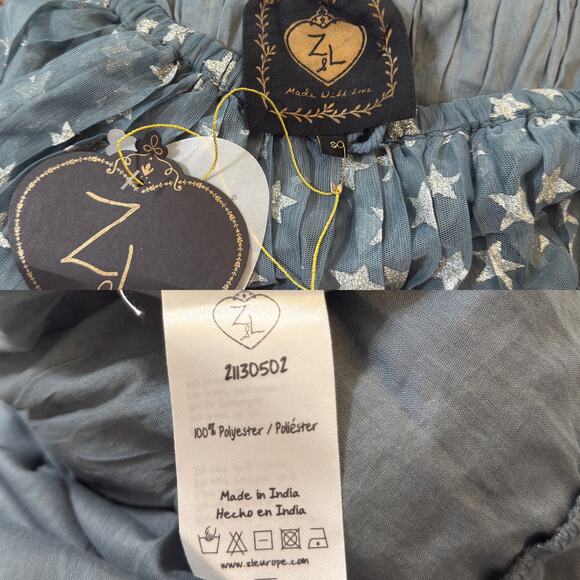 Z
&
L
Made With Love
Z
L
Z&L
21130502
100% Polyester / Poliéster
Made in India
Hecho en India
www.zleurope.com